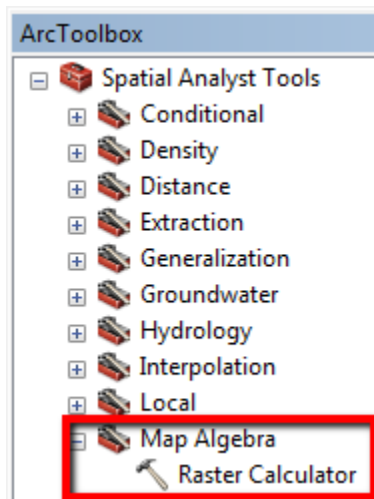 ArcToolbox
Spatial Analyst Tools
Conditional
Density
Distance
Extraction
Generalization
Groundwater
Hydrology
Interpolation
Local
Map Algebra
Raster Calculator